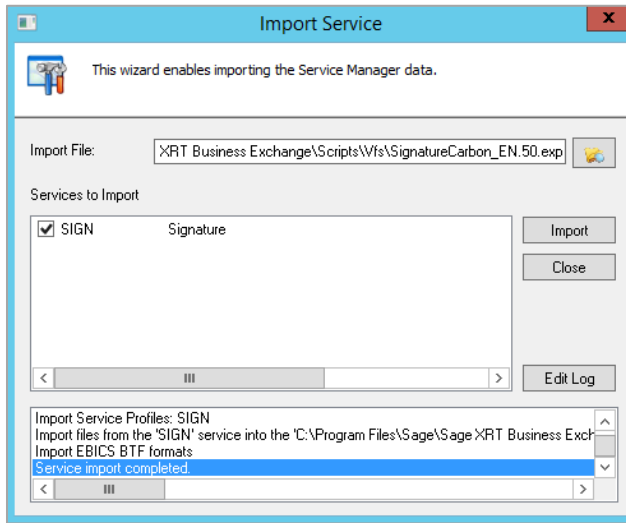 Import Service
This wizard enables importing the Service Manager data.
Import File:
XRT Business Exchange\Scripts\Vfs\SignatureCarbon_EN.50.exp
Services to Import
SIGN Signature
Import
Close
Edit Log
Import Service Profiles: SIGN
Import files from the 'SIGN' service into the 'C:\Program Files\Sage\Sage XRT Business Exch
Import EBICS BTF formats
Service import completed.